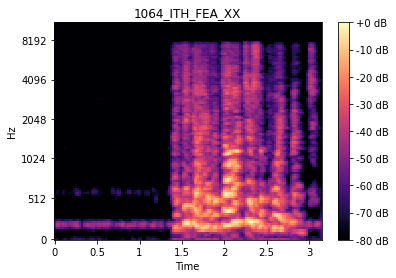 1064_ITH_FEA_XX
8192
4096
2048
1024
512
0
Hz
0
0.5
1
1.5
2
2.5
3
Time
+0 dB
-10 dB
-20 dB
-30 dB
-40 dB
-50 dB
-60 dB
-70 dB
-80 dB